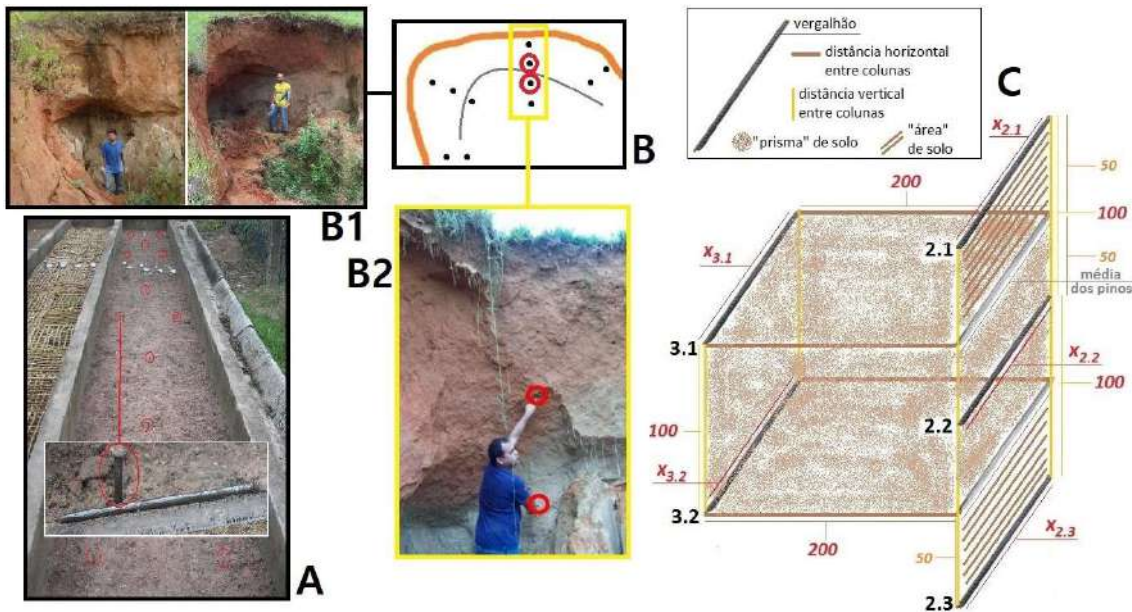 B1
B
B2
A
vergalhão
distância horizontal
entre colunas
distância vertical
entre colunas
"prisma" de solo
"área"
de solo
C
X2.1
50
200
100
X3.1
2.1
50
média
dos pinos
3.1
X2.2
100
2.2
100
X3.2
3.2
X2.3
200
50
2.3